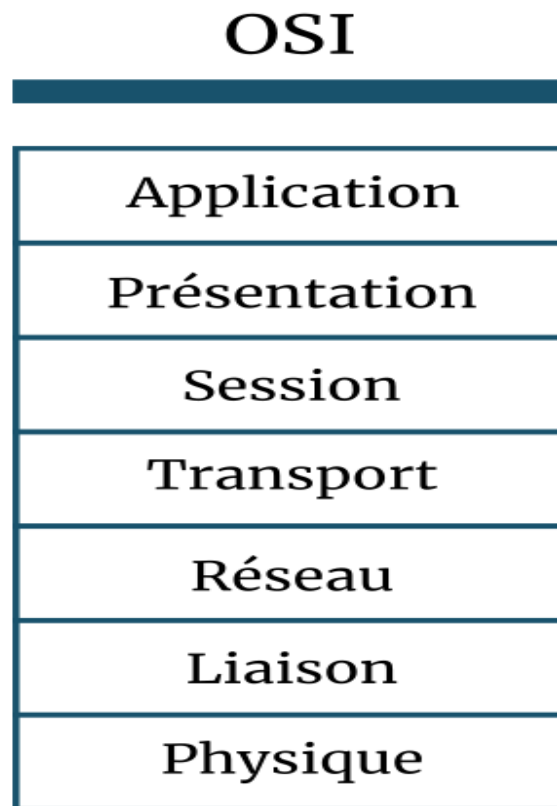 OSI
Application
Présentation
Session
Transport
Réseau
Liaison
Physique